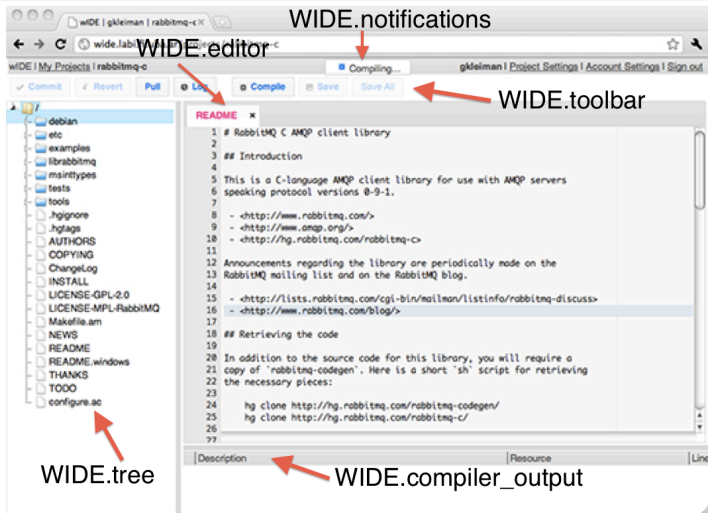 WIDE.notifications
wIDE | gkleiman | rabbitmq-c ×
WIDE.editor
wide.labi
wIDE | My Projects | rabbitmq-c
Compiling...
gkleiman | Project Settings | Account Settings | Sign out
Commit Revert Pull Log Compile Save Save All
WIDE.toolbar
/
debian
etc
examples
librabbitmq
msinttypes
tests
tools
.hgignore
.hgtags
AUTHORS
COPYING
ChangeLog
INSTALL
LICENSE-GPL-2.0
LICENSE-MPL-RabbitMQ
Makefile.am
NEWS
README
README.windows
THANKS
TODO
configure.ac
WIDE.tree
README ×
1 # RabbitMQ C AMQP client library
2
3 ## Introduction
4
5 This is a C-language AMQP client library for use with AMQP servers
6 speaking protocol versions 0-9-1.
7
8 - <http://www.rabbitmq.com/>
9 - <http://www.amqp.org/>
10 - <http://hg.rabbitmq.com/rabbitmq-c>
11
12 Announcements regarding the library are periodically made on the
13 RabbitMQ mailing list and on the RabbitMQ blog.
14
15 - <http://lists.rabbitmq.com/cgi-bin/mailman/listinfo/rabbitmq-discuss>
16 - <http://www.rabbitmq.com/blog/>
17
18 ## Retrieving the code
19
20 In addition to the source code for this library, you will require a
21 copy of `rabbitmq-codegen`. Here is a short `sh` script for retrieving
22 the necessary pieces:
23
24 hg clone http://hg.rabbitmq.com/rabbitmq-codegen/
25 hg clone http://hg.rabbitmq.com/rabbitmq-c/
26
27
Description Resource Line
WIDE.compiler_output